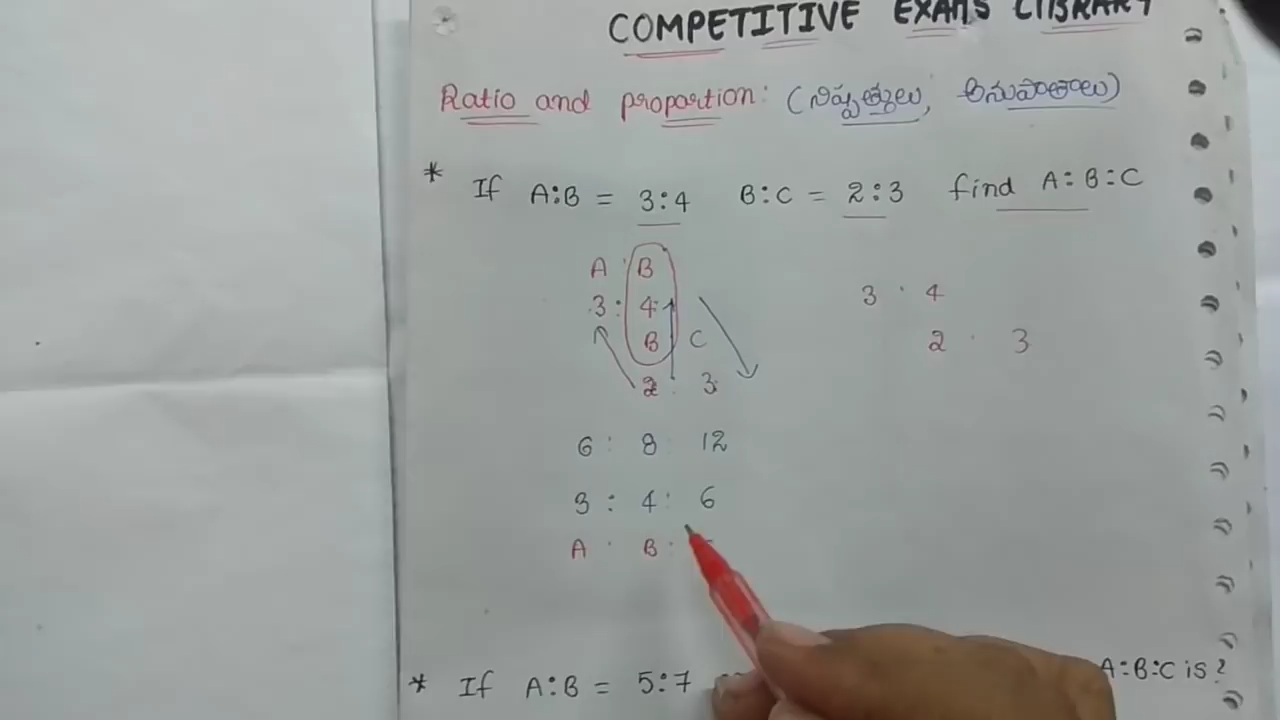 COMPETITIVE EXAMS LIBRARY
Ratio and proportion: (నిష్పత్తులు, అనుపాతాలు)
* If A:B = 3:4 B:C = 2:3 find A:B:C
A : B
3 : 4
B C
2 : 3
3 : 4
2 : 3
6 : 8 12
3 : 4 : 6
A : B :
* If A:B = 5:7
A:B:C is?